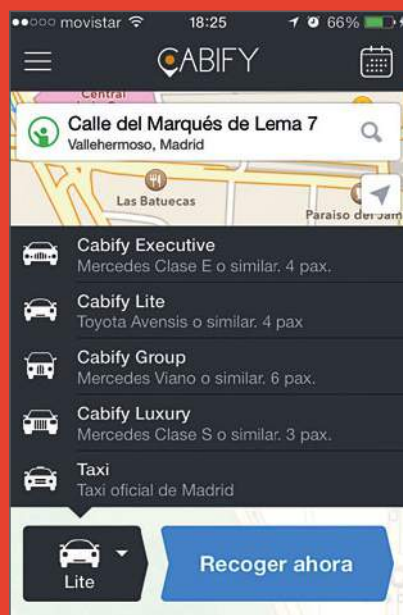 movistar 18:25 66%
CABIFY
Central
Calle del Marqués de Lema 7
Vallehermoso, Madrid
Las Batuecas
Paraiso del Jam
Cabify Executive
Mercedes Clase E o similar. 4 pax.
Cabify Lite
Toyota Avensis o similar. 4 pax
Cabify Group
Mercedes Viano o similar. 6 pax.
Cabify Luxury
Mercedes Clase S o similar. 3 pax.
Taxi
Taxi oficial de Madrid
Lite
Recoger ahora